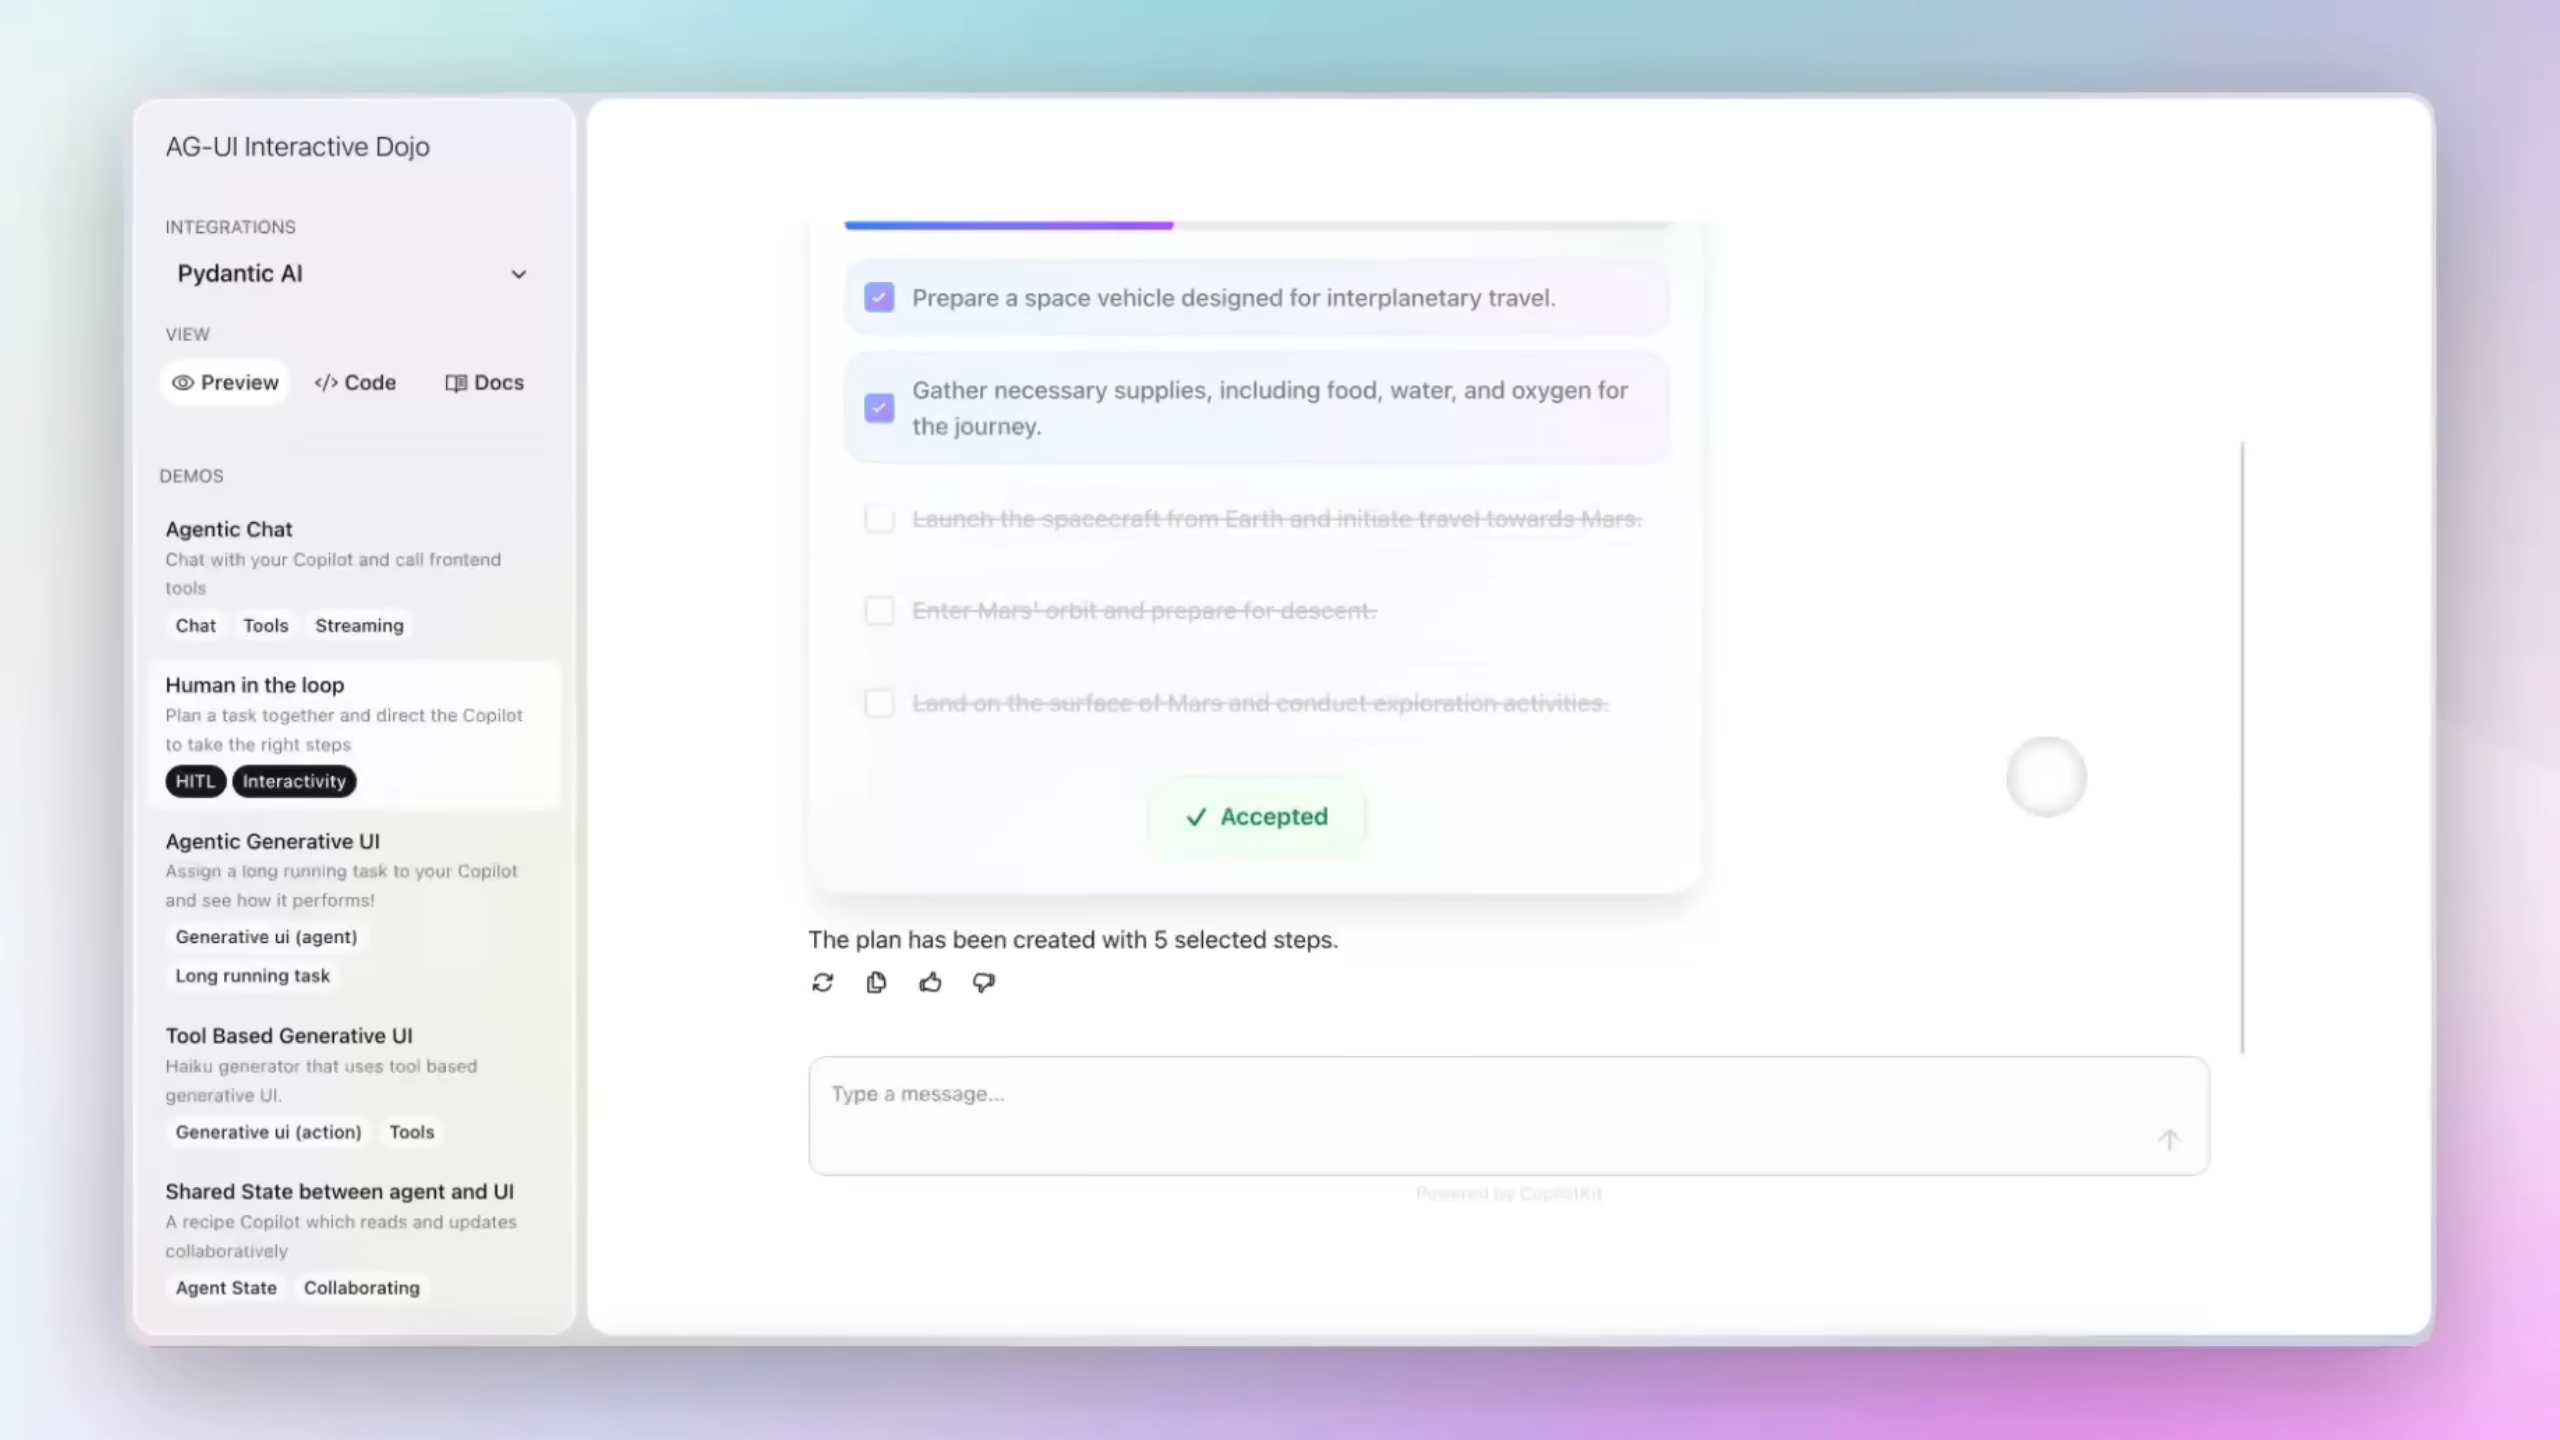 AG-UI Interactive Dojo
INTEGRATIONS
Pydantic AI
VIEW
Preview
</> Code
Docs
DEMOS
Agentic Chat
Chat with your Copilot and call frontend
tools
Chat Tools Streaming
Human in the loop
Plan a task together and direct the Copilot
to take the right steps
HITL Interactivity
Agentic Generative UI
Assign a long running task to your Copilot
and see how it performs!
Generative ui (agent)
Long running task
Tool Based Generative UI
Haiku generator that uses tool based
generative UI.
Generative ui (action) Tools
Shared State between agent and UI
A recipe Copilot which reads and updates
collaboratively
Agent State Collaborating
Prepare a space vehicle designed for interplanetary travel.
Gather necessary supplies, including food, water, and oxygen for
the journey.
Launch the spacecraft from Earth and initiate travel towards Mars.
Enter Mars' orbit and prepare for descent.
Land on the surface of Mars and conduct exploration activities.
Accepted
The plan has been created with 5 selected steps.
Type a message...
Powered by CopilotKit